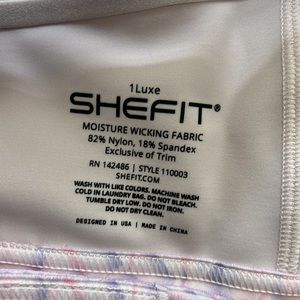 1Luxe
SHEFIT®
MOISTURE WICKING FABRIC
82% Nylon, 18% Spandex
Exclusive of Trim
RN 142486 | STYLE 110003
SHEFIT.COM
WASH WITH LIKE COLORS. MACHINE WASH
COLD IN LAUNDRY BAG. DO NOT BLEACH.
TUMBLE DRY LOW. DO NOT IRON.
DO NOT DRY CLEAN.
DESIGNED IN USA | MADE IN CHINA